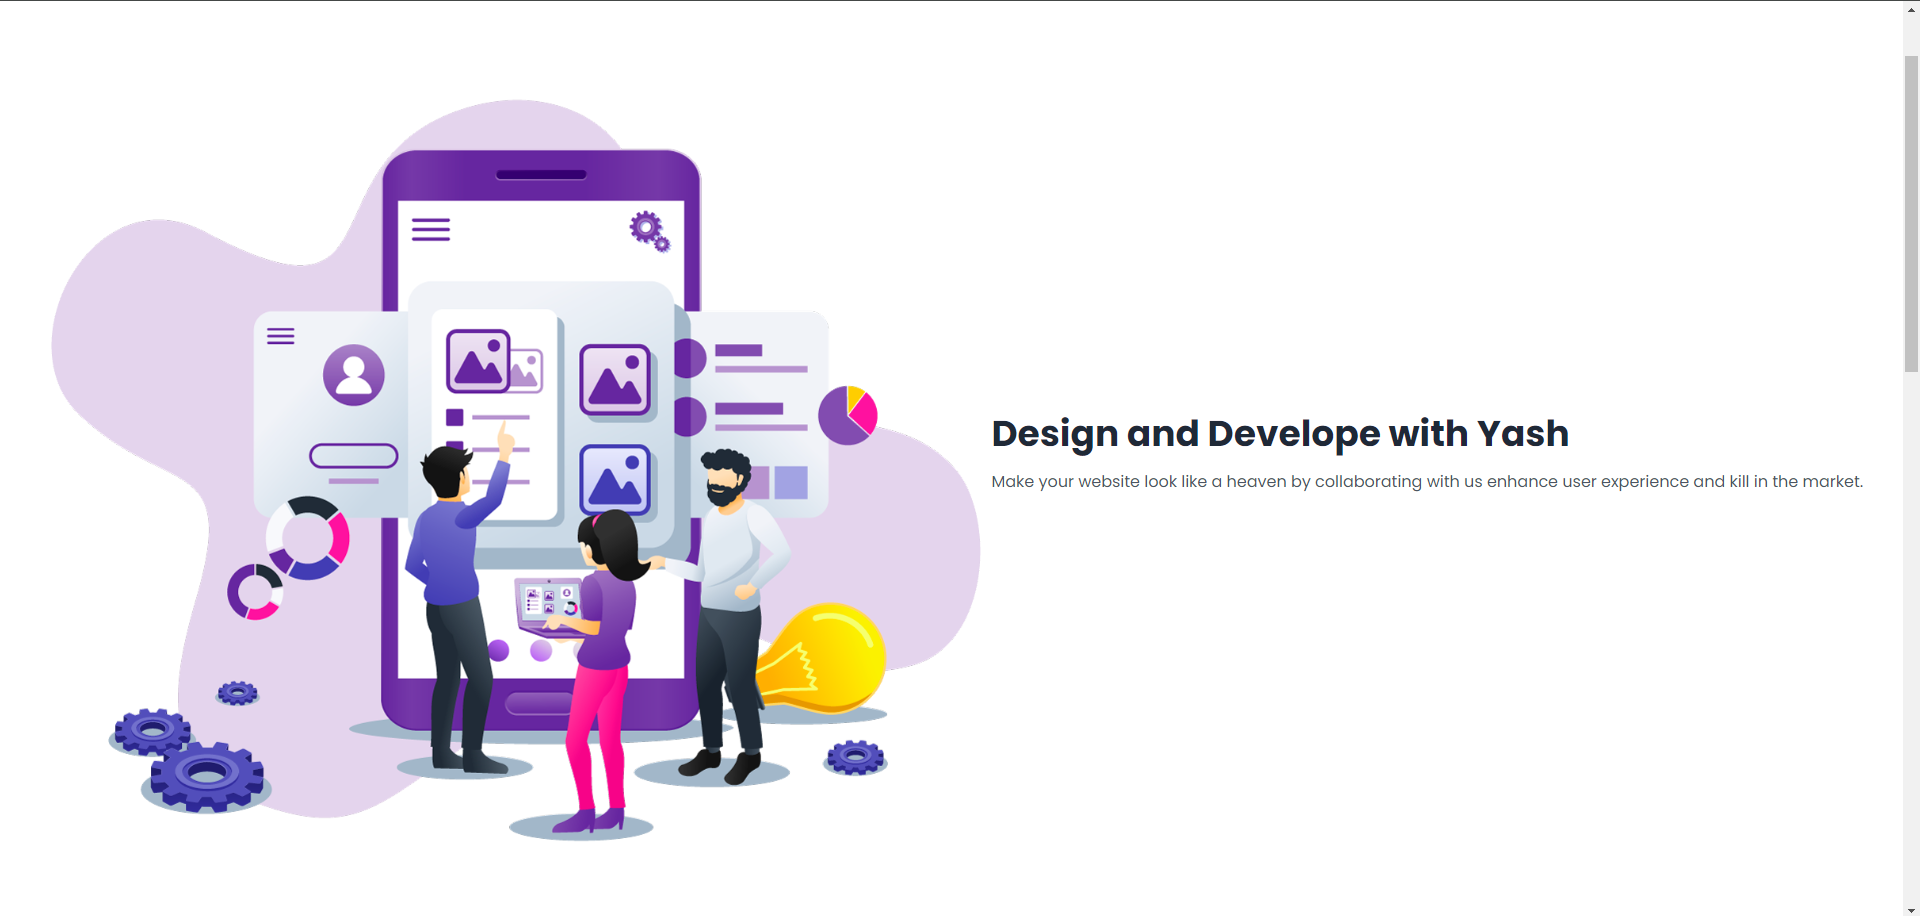 Design and Develope with Yash
Make your website look like a heaven by collaborating with us enhance user experience and kill in the market.